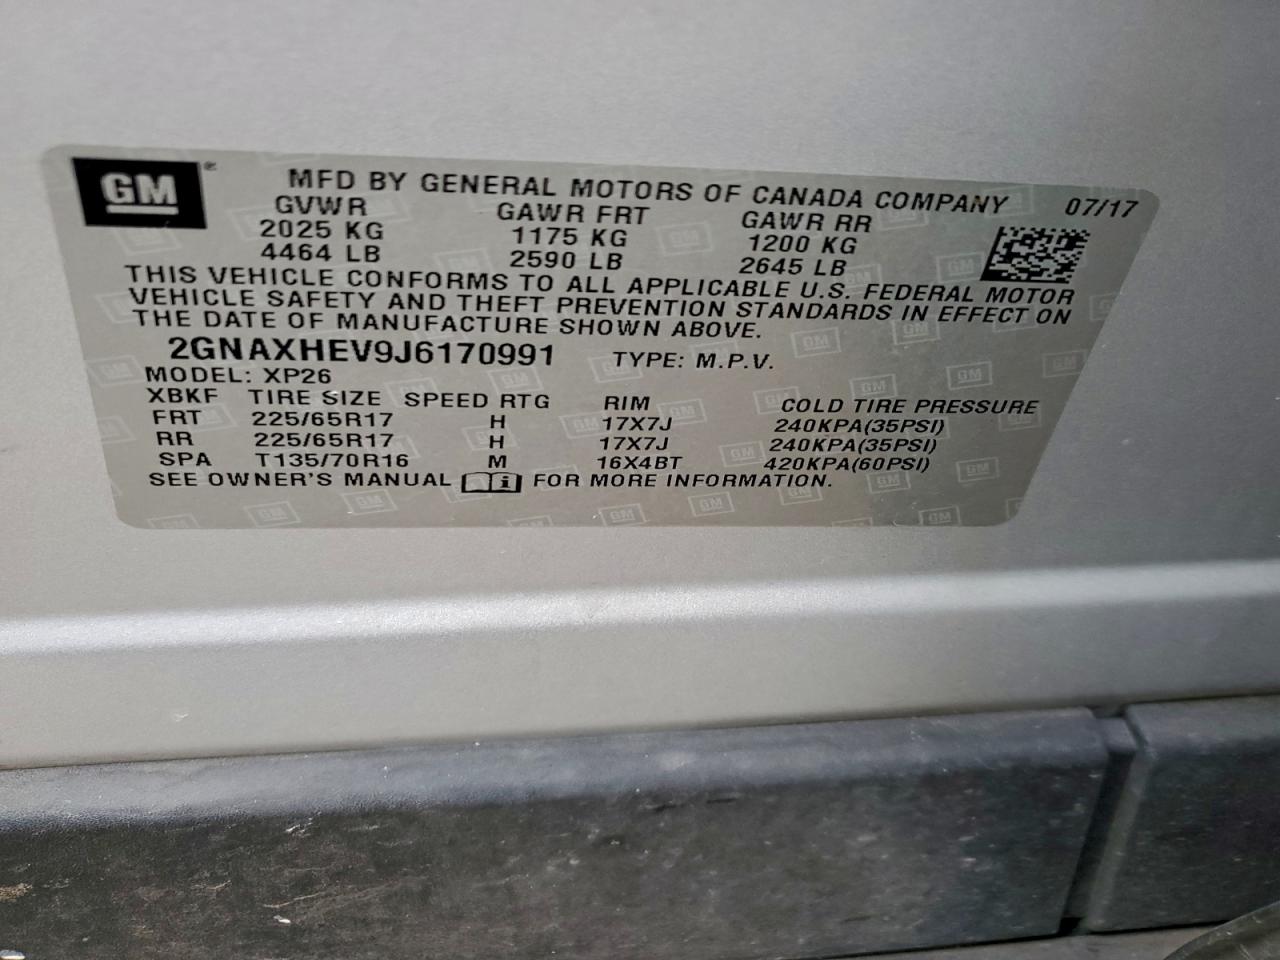 GM ® MFD BY GENERAL MOTORS OF CANADA COMPANY 07/17
GVWR GAWR FRT GAWR RR
2025 KG 1175 KG 1200 KG
4464 LB 2590 LB 2645 LB
THIS VEHICLE CONFORMS TO ALL APPLICABLE U.S. FEDERAL MOTOR
VEHICLE SAFETY AND THEFT PREVENTION STANDARDS IN EFFECT ON
THE DATE OF MANUFACTURE SHOWN ABOVE.
2GNAXHEV9J6170991 TYPE: M.P.V.
MODEL: XP26
XBKF TIRE SIZE SPEED RTG RIM COLD TIRE PRESSURE
FRT 225/65R17 H 17X7J 240KPA(35PSI)
RR 225/65R17 H 17X7J 240KPA(35PSI)
SPA T135/70R16 M 16X4BT 420KPA(60PSI)
SEE OWNER'S MANUAL i FOR MORE INFORMATION.